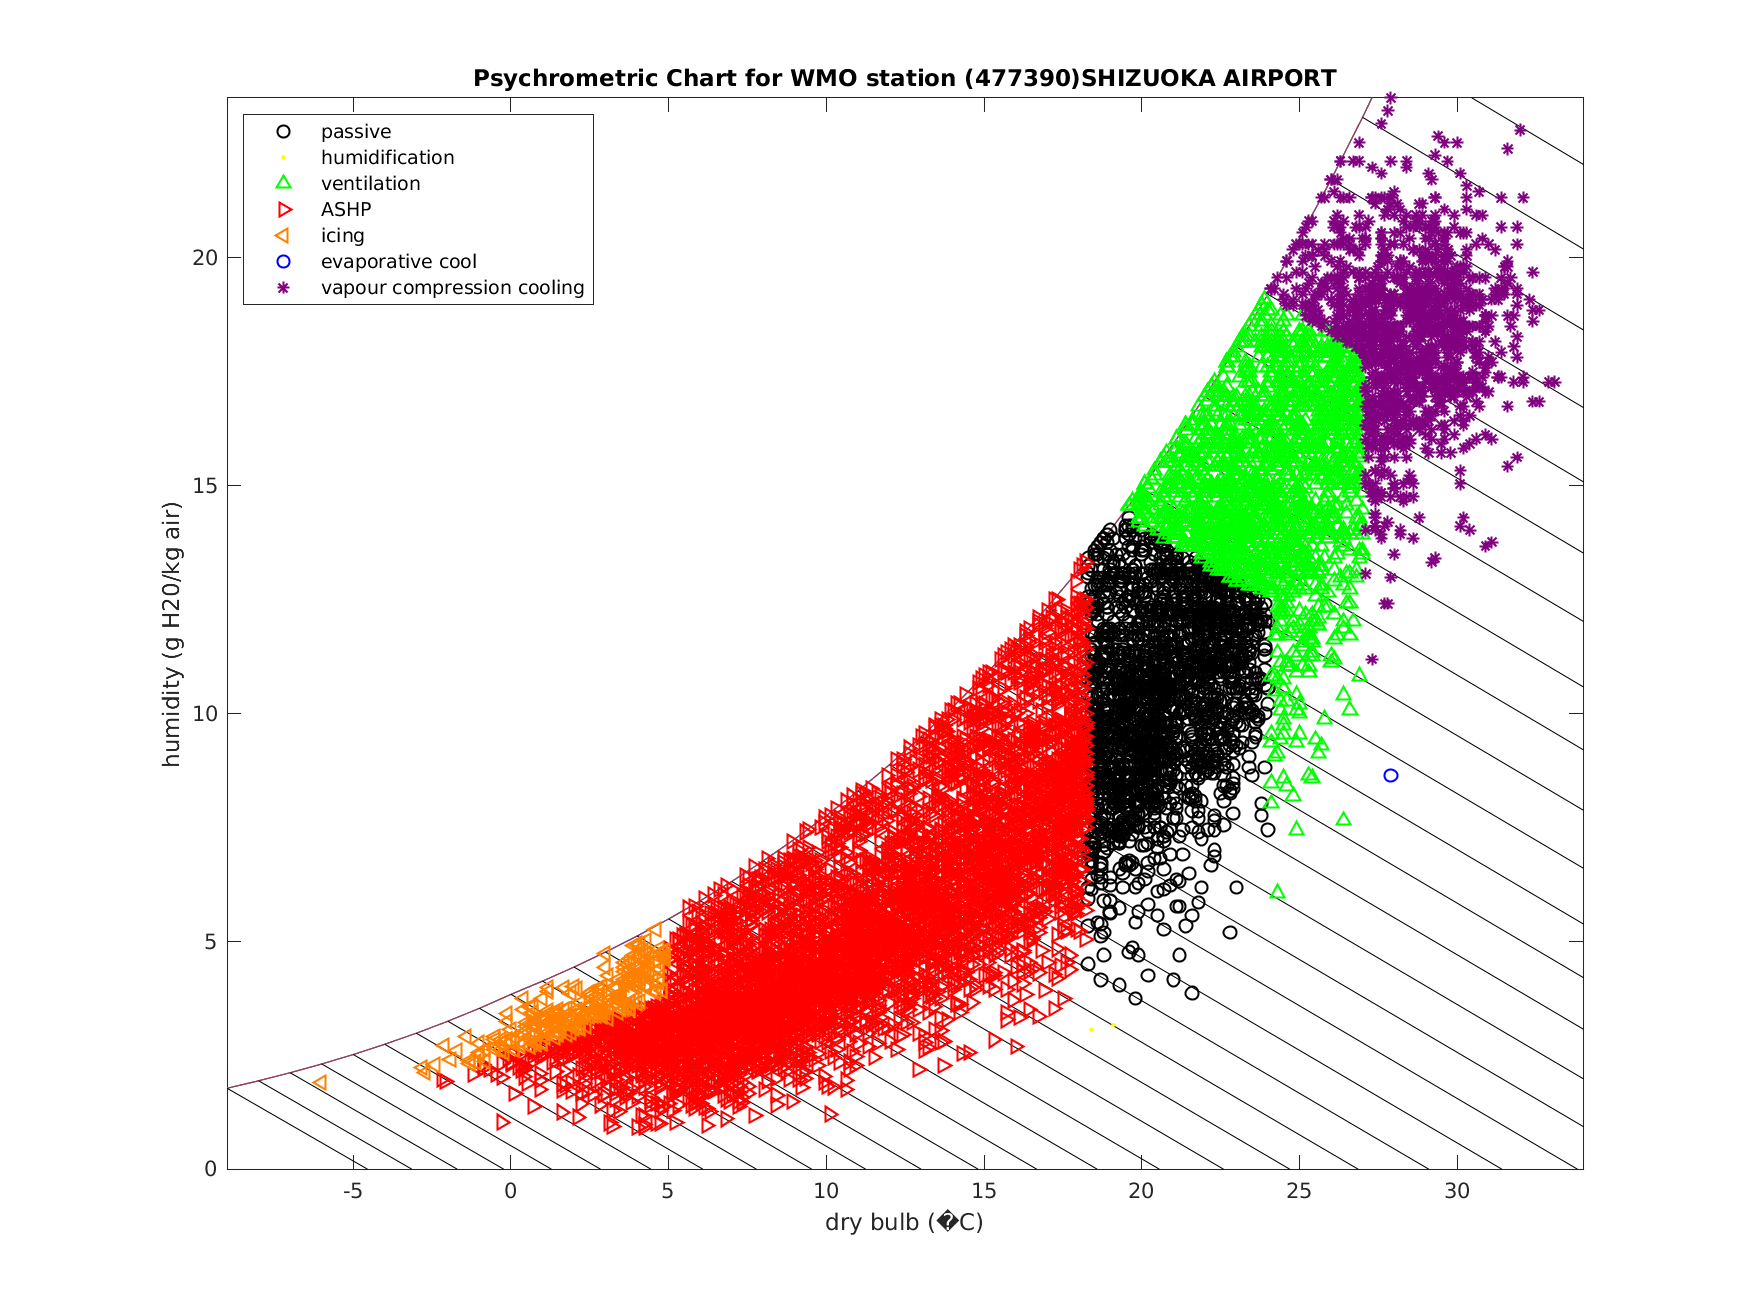 Psychrometric Chart for WMO station (477390)SHIZUOKA AIRPORT
passive
humidification
ventilation
ASHP
icing
evaporative cool
vapour compression cooling
humidity (g H20/kg air)
20
15
10
5
0
-5 0 5 10 15 20 25 30
dry bulb (�C)